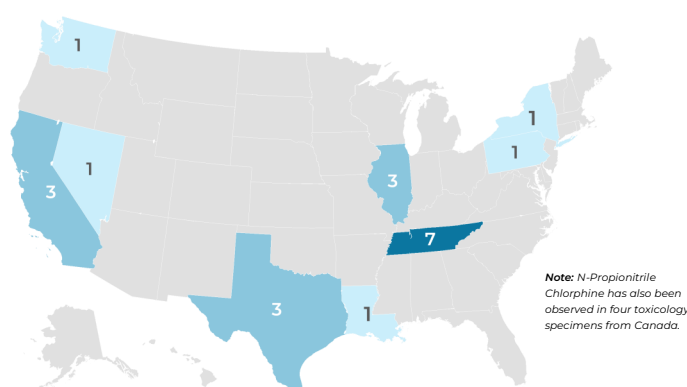 1
1
1
3
1
3
7
3
1
Note: N-Propionitrile
Chlorphine has also been
observed in four toxicology
specimens from Canada.